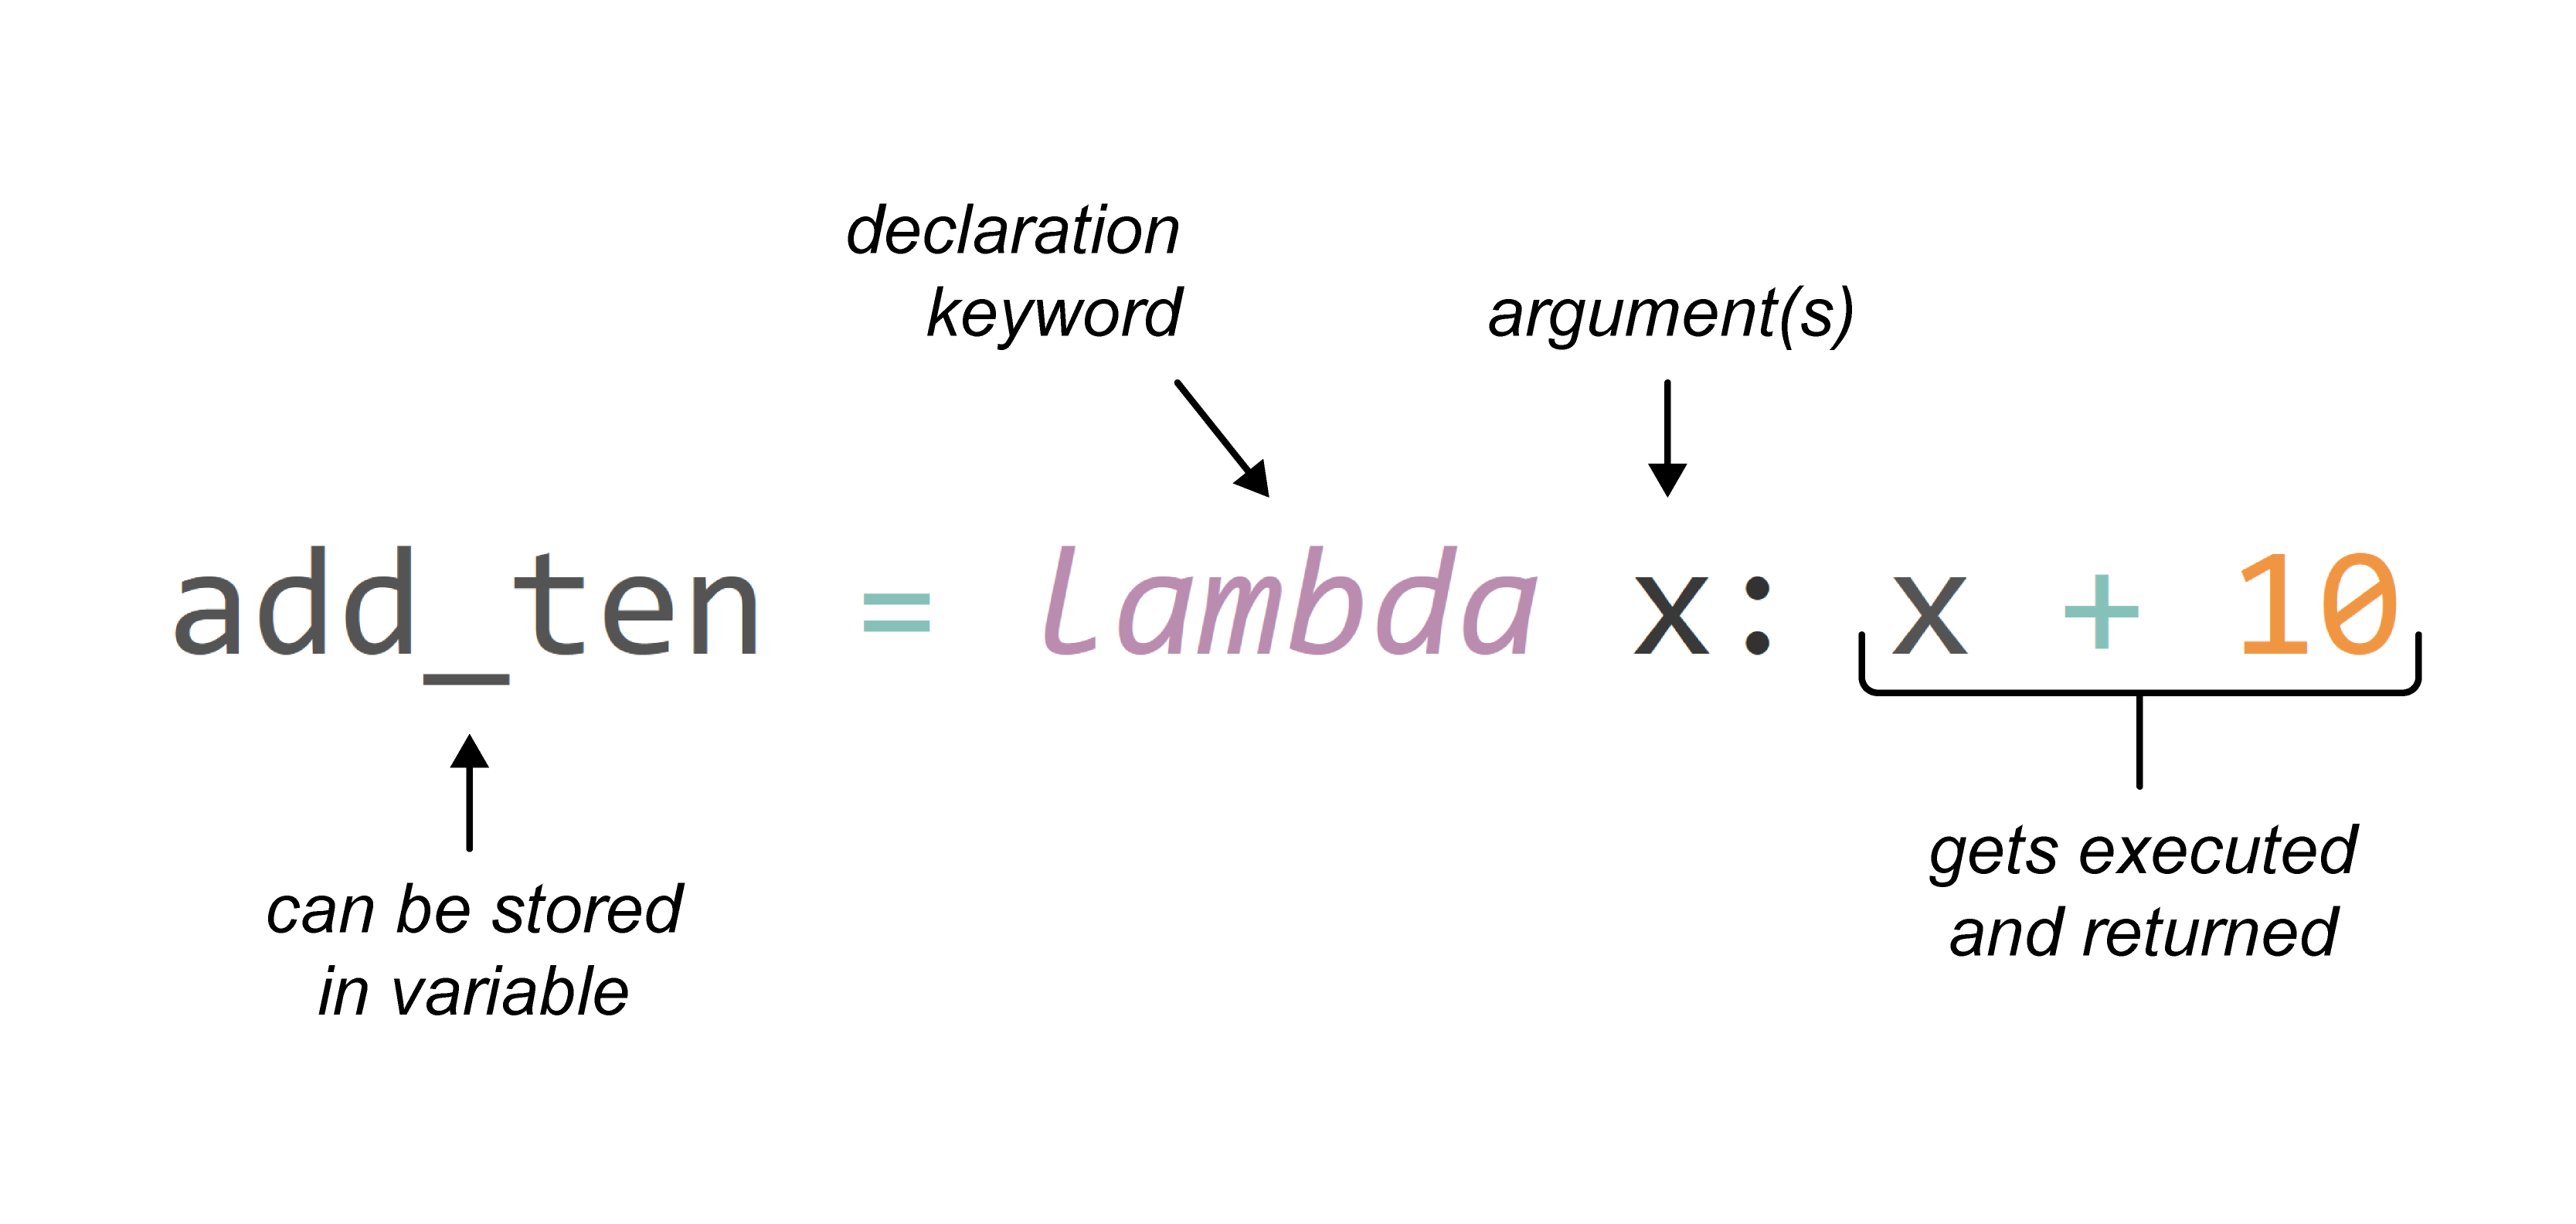 declaration
keyword
argument(s)
add_ten = lambda x: x + 10
can be stored
in variable
gets executed
and returned